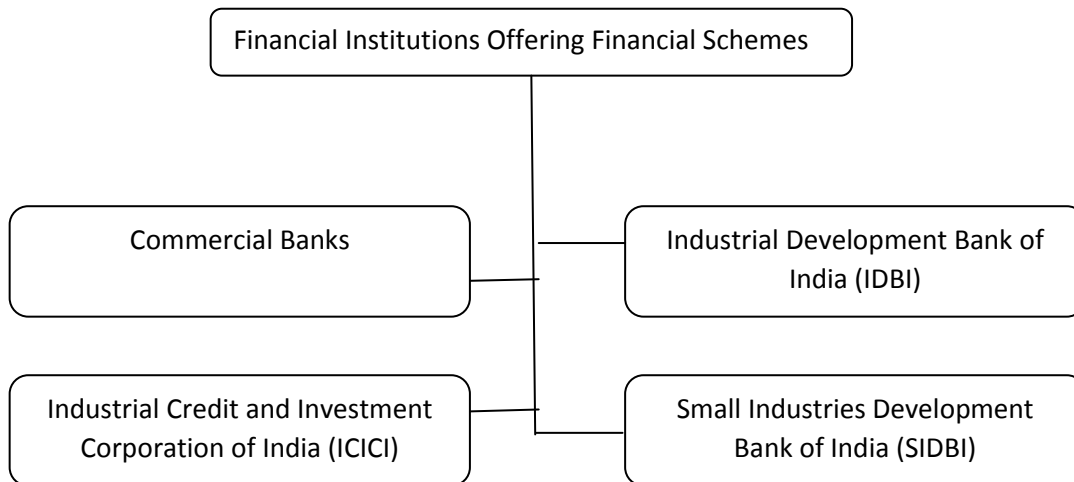 Financial Institutions Offering Financial Schemes
Commercial Banks
Industrial Development Bank of
India (IDBI)
Industrial Credit and Investment
Corporation of India (ICICI)
Small Industries Development
Bank of India (SIDBI)